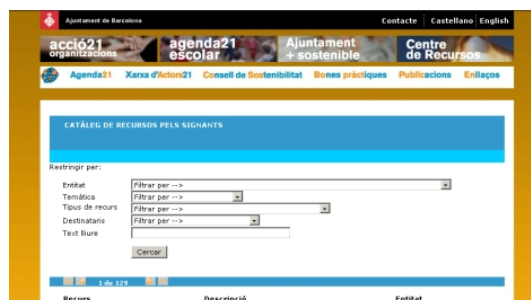 Ajuntament de Barcelona Contacte Castellano English
acció21 organitzacions agenda21 escolar Ajuntament + sostenible Centre de Recursos
Agenda21 Xarxa d'Actors21 Consell de Sostenibilitat Bones pràctiques Publicacions Enllaços
CATÀLEG DE RECURSOS PELS SIGNANTS
Restringir per:
Entitat Filtrar per -->
Temática Filtrar per -->
Tipus de recurs Filtrar per -->
Destinataris Filtrar per -->
Text lliure
Cercar
1 de 129
Recurs Descripció Entitat